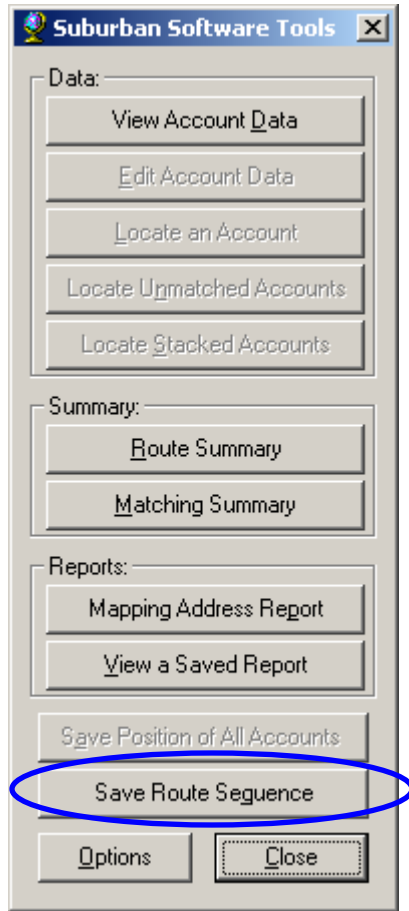 Suburban Software Tools
Data:
View Account Data
Edit Account Data
Locate an Account
Locate Unmatched Accounts
Locate Stacked Accounts
Summary:
Route Summary
Matching Summary
Reports:
Mapping Address Report
View a Saved Report
Save Position of All Accounts
Save Route Sequence
Options Close